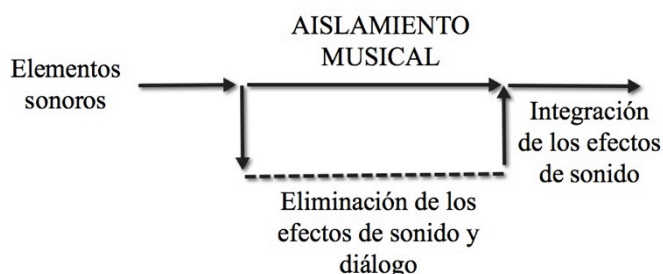 AISLAMIENTO
MUSICAL
Elementos
sonoros
Integración
de los efectos
de sonido
Eliminación de los
efectos de sonido y
diálogo